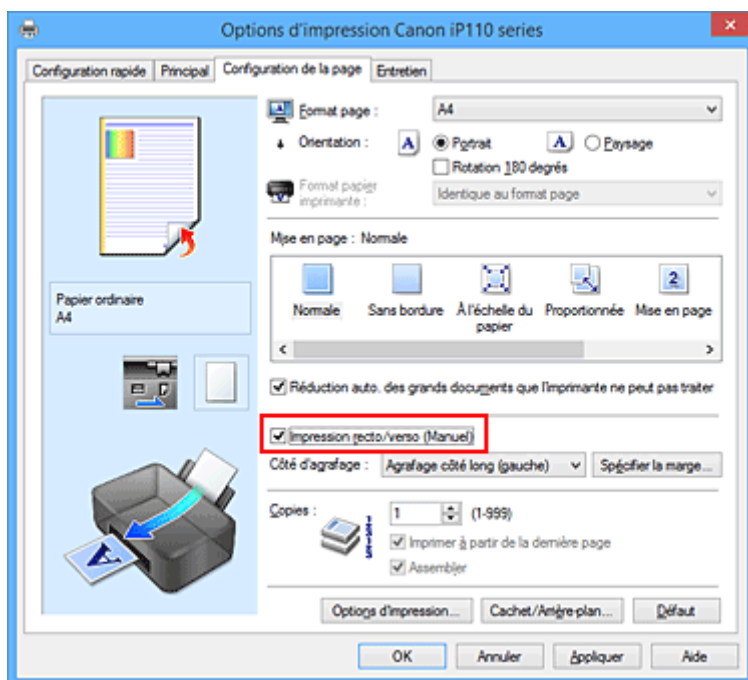 Options d'impression Canon iP110 series
Configuration rapide Principal Configuration de la page Entretien
Format page : A4
Orientation : A Portrait A Paysage
Rotation 180 degrés
Format papier imprimante : Identique au format page
Mise en page : Normale
2
Normale Sans bordure À l'échelle du papier Proportionnée Mise en page
Papier ordinaire
A4
Réduction auto. des grands documents que l'imprimante ne peut pas traiter
Impression recto/verso (Manuel)
Côté d'agrafage : Agrafage côté long (gauche) Spécifier la marge...
Copies : 1 (1-999)
Imprimer à partir de la dernière page
Assembler
Options d'impression... Cachet/Arrière-plan... Défaut
OK Annuler Appliquer Aide